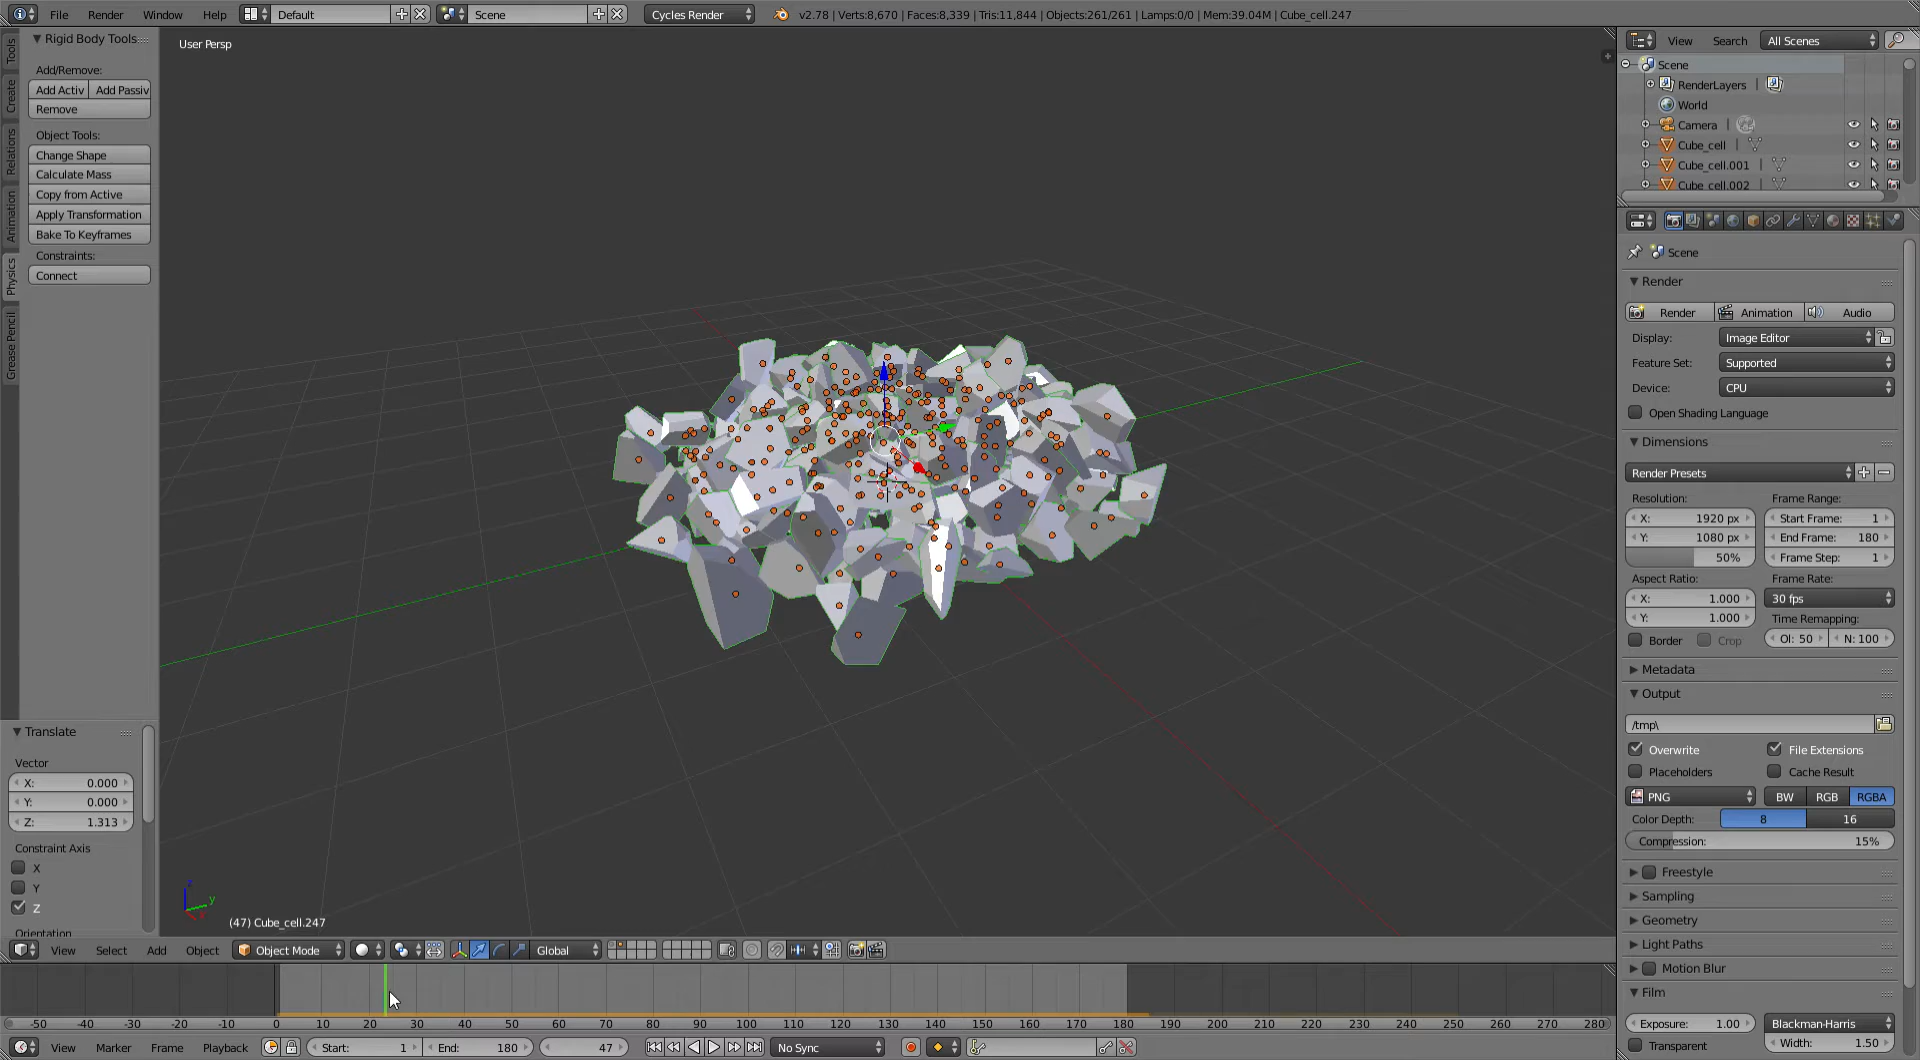 File Render Window Help Default Scene Cycles Render v2.78 | Verts:8,670 | Faces:8,339 | Tris:11,844 | Objects:261/261 | Lamps:0/0 | Mem:39.04M | Cube_cell.247
Tools
Create
Relations
Animation
Physics
Grease Pencil
Rigid Body Tools
Add/Remove:
Add Activ Add Passiv
Remove
Object Tools:
Change Shape
Calculate Mass
Copy from Active
Apply Transformation
Bake To Keyframes
Constraints:
Connect
Translate
Vector
X: 0.000
Y: 0.000
Z: 1.313
Constraint Axis
X
Y
Z
Orientation
User Persp
z
y
x
(47) Cube_cell.247
View Select Add Object Object Mode Global
-50 -40 -30 -20 -10 0 10 20 30 40 50 60 70 80 90 100 110 120 130 140 150 160 170 180 190 200 210 220 230 240 250 260 270 280
View Marker Frame Playback Start: 1 End: 180 47 No Sync
View Search All Scenes
Scene
RenderLayers |
World
Camera |
Cube_cell |
Cube_cell.001 |
Cube_cell.002 |
Scene
Render
Render Animation Audio
Display: Image Editor
Feature Set: Supported
Device: CPU
Open Shading Language
Dimensions
Render Presets
Resolution: Frame Range:
X: 1920 px Start Frame: 1
Y: 1080 px End Frame: 180
50% Frame Step: 1
Aspect Ratio: Frame Rate:
X: 1.000 30 fps
Y: 1.000 Time Remapping:
Border Crop Ol: 50 N: 100
Metadata
Output
/tmp\
Overwrite File Extensions
Placeholders Cache Result
PNG BW RGB RGBA
Color Depth: 8 16
Compression: 15%
Freestyle
Sampling
Geometry
Light Paths
Motion Blur
Film
Exposure: 1.00 Blackman-Harris
Transparent Width: 1.50